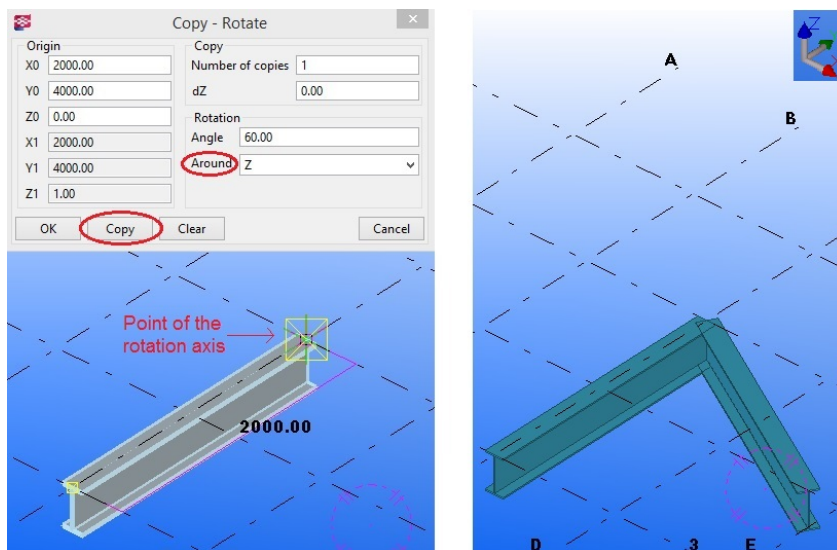 Copy - Rotate
Origin
X0 2000.00
Y0 4000.00
Z0 0.00
X1 2000.00
Y1 4000.00
Z1 1.00
Copy
Number of copies 1
dZ 0.00
Rotation
Angle 60.00
Around Z
OK Copy Clear Cancel
Point of the
rotation axis
2000.00
Z
A
B
D 3 E